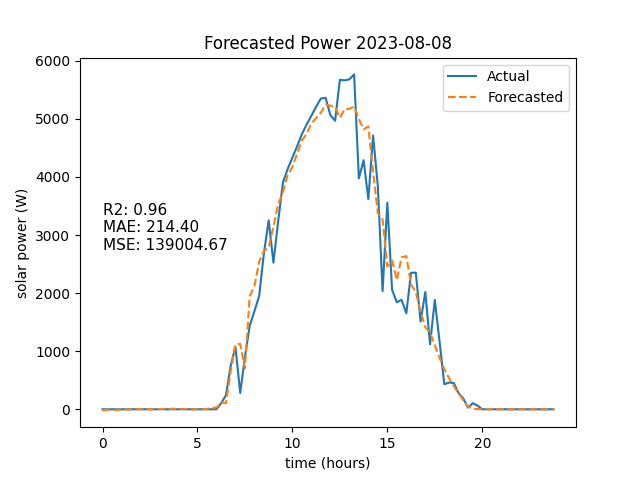 Forecasted Power 2023-08-08
6000
5000
4000
3000
2000
1000
0
solar power (W)
Actual
Forecasted
R2: 0.96
MAE: 214.40
MSE: 139004.67
0 5 10 15 20
time (hours)